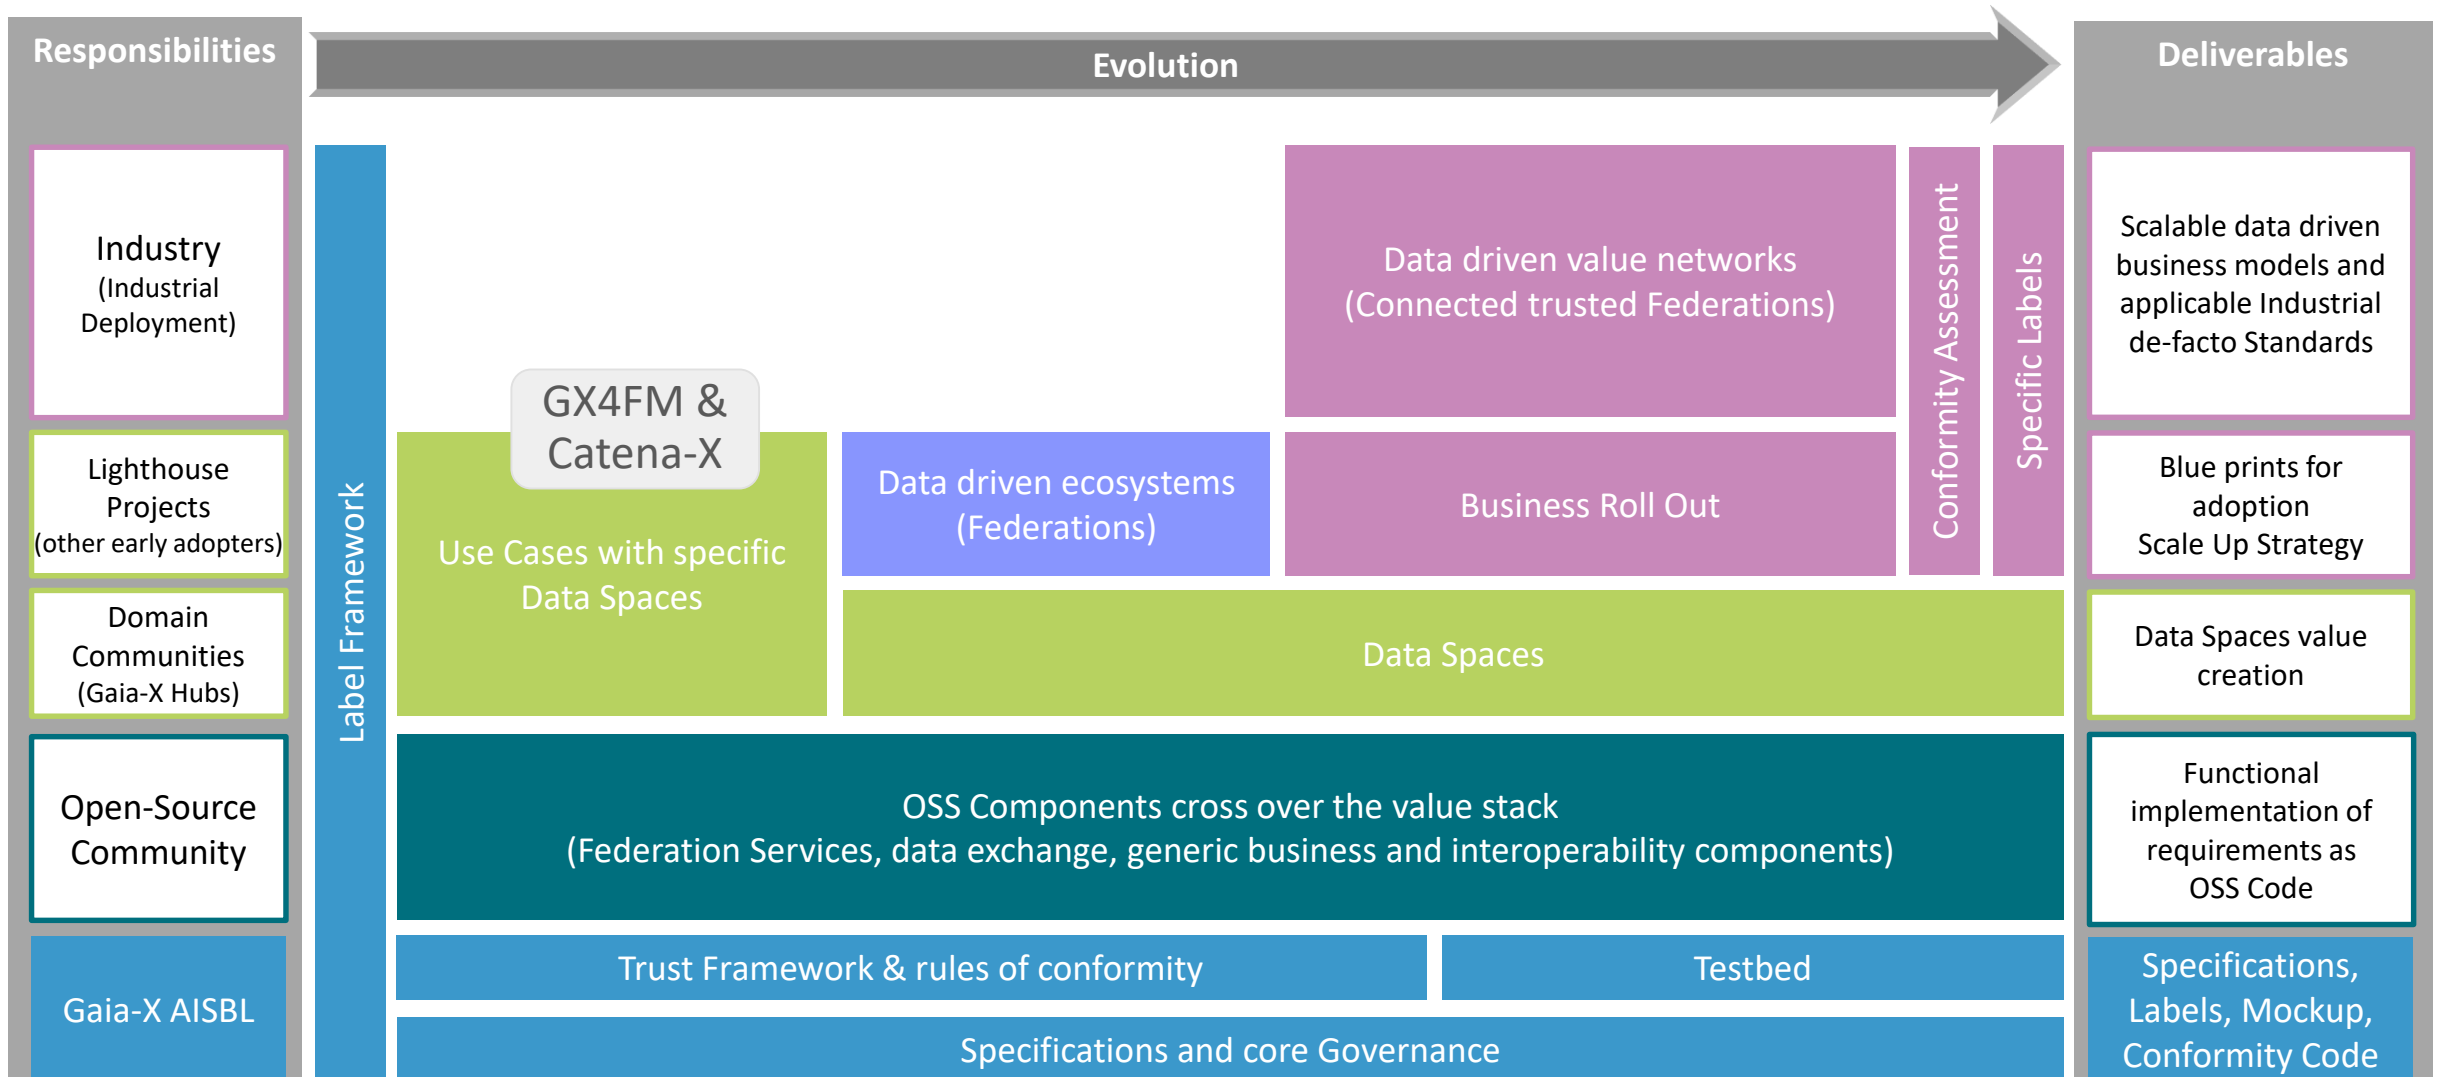 Responsibilities
Evolution
Deliverables
Industry
(Industrial
Deployment)
Lighthouse
Projects
(other early adopters)
Domain
Communities
(Gaia-X Hubs)
Open-Source
Community
Gaia-X AISBL
Label Framework
GX4FM &
Catena-X
Use Cases with specific
Data Spaces
Data driven ecosystems
(Federations)
Data driven value networks
(Connected trusted Federations)
Business Roll Out
Conformity Assessment
Specific Labels
Data Spaces
OSS Components cross over the value stack
(Federation Services, data exchange, generic business and interoperability components)
Trust Framework & rules of conformity
Testbed
Specifications and core Governance
Scalable data driven
business models and
applicable Industrial
de-facto Standards
Blue prints for
adoption
Scale Up Strategy
Data Spaces value
creation
Functional
implementation of
requirements as
OSS Code
Specifications,
Labels, Mockup,
Conformity Code